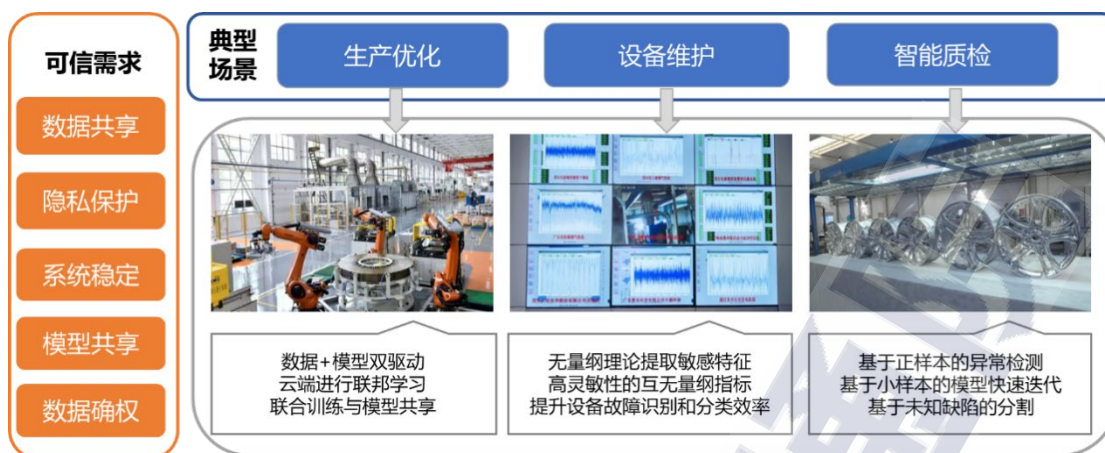 可信需求
数据共享
隐私保护
系统稳定
模型共享
数据确权
典型
场景
生产优化
设备维护
智能质检
数据+模型双驱动
云端进行联邦学习
联合训练与模型共享
无量纲理论提取敏感特征
高灵敏性的互无量纲指标
提升设备故障识别和分类效率
基于正样本的异常检测
基于小样本的模型快速迭代
基于未知缺陷的分割